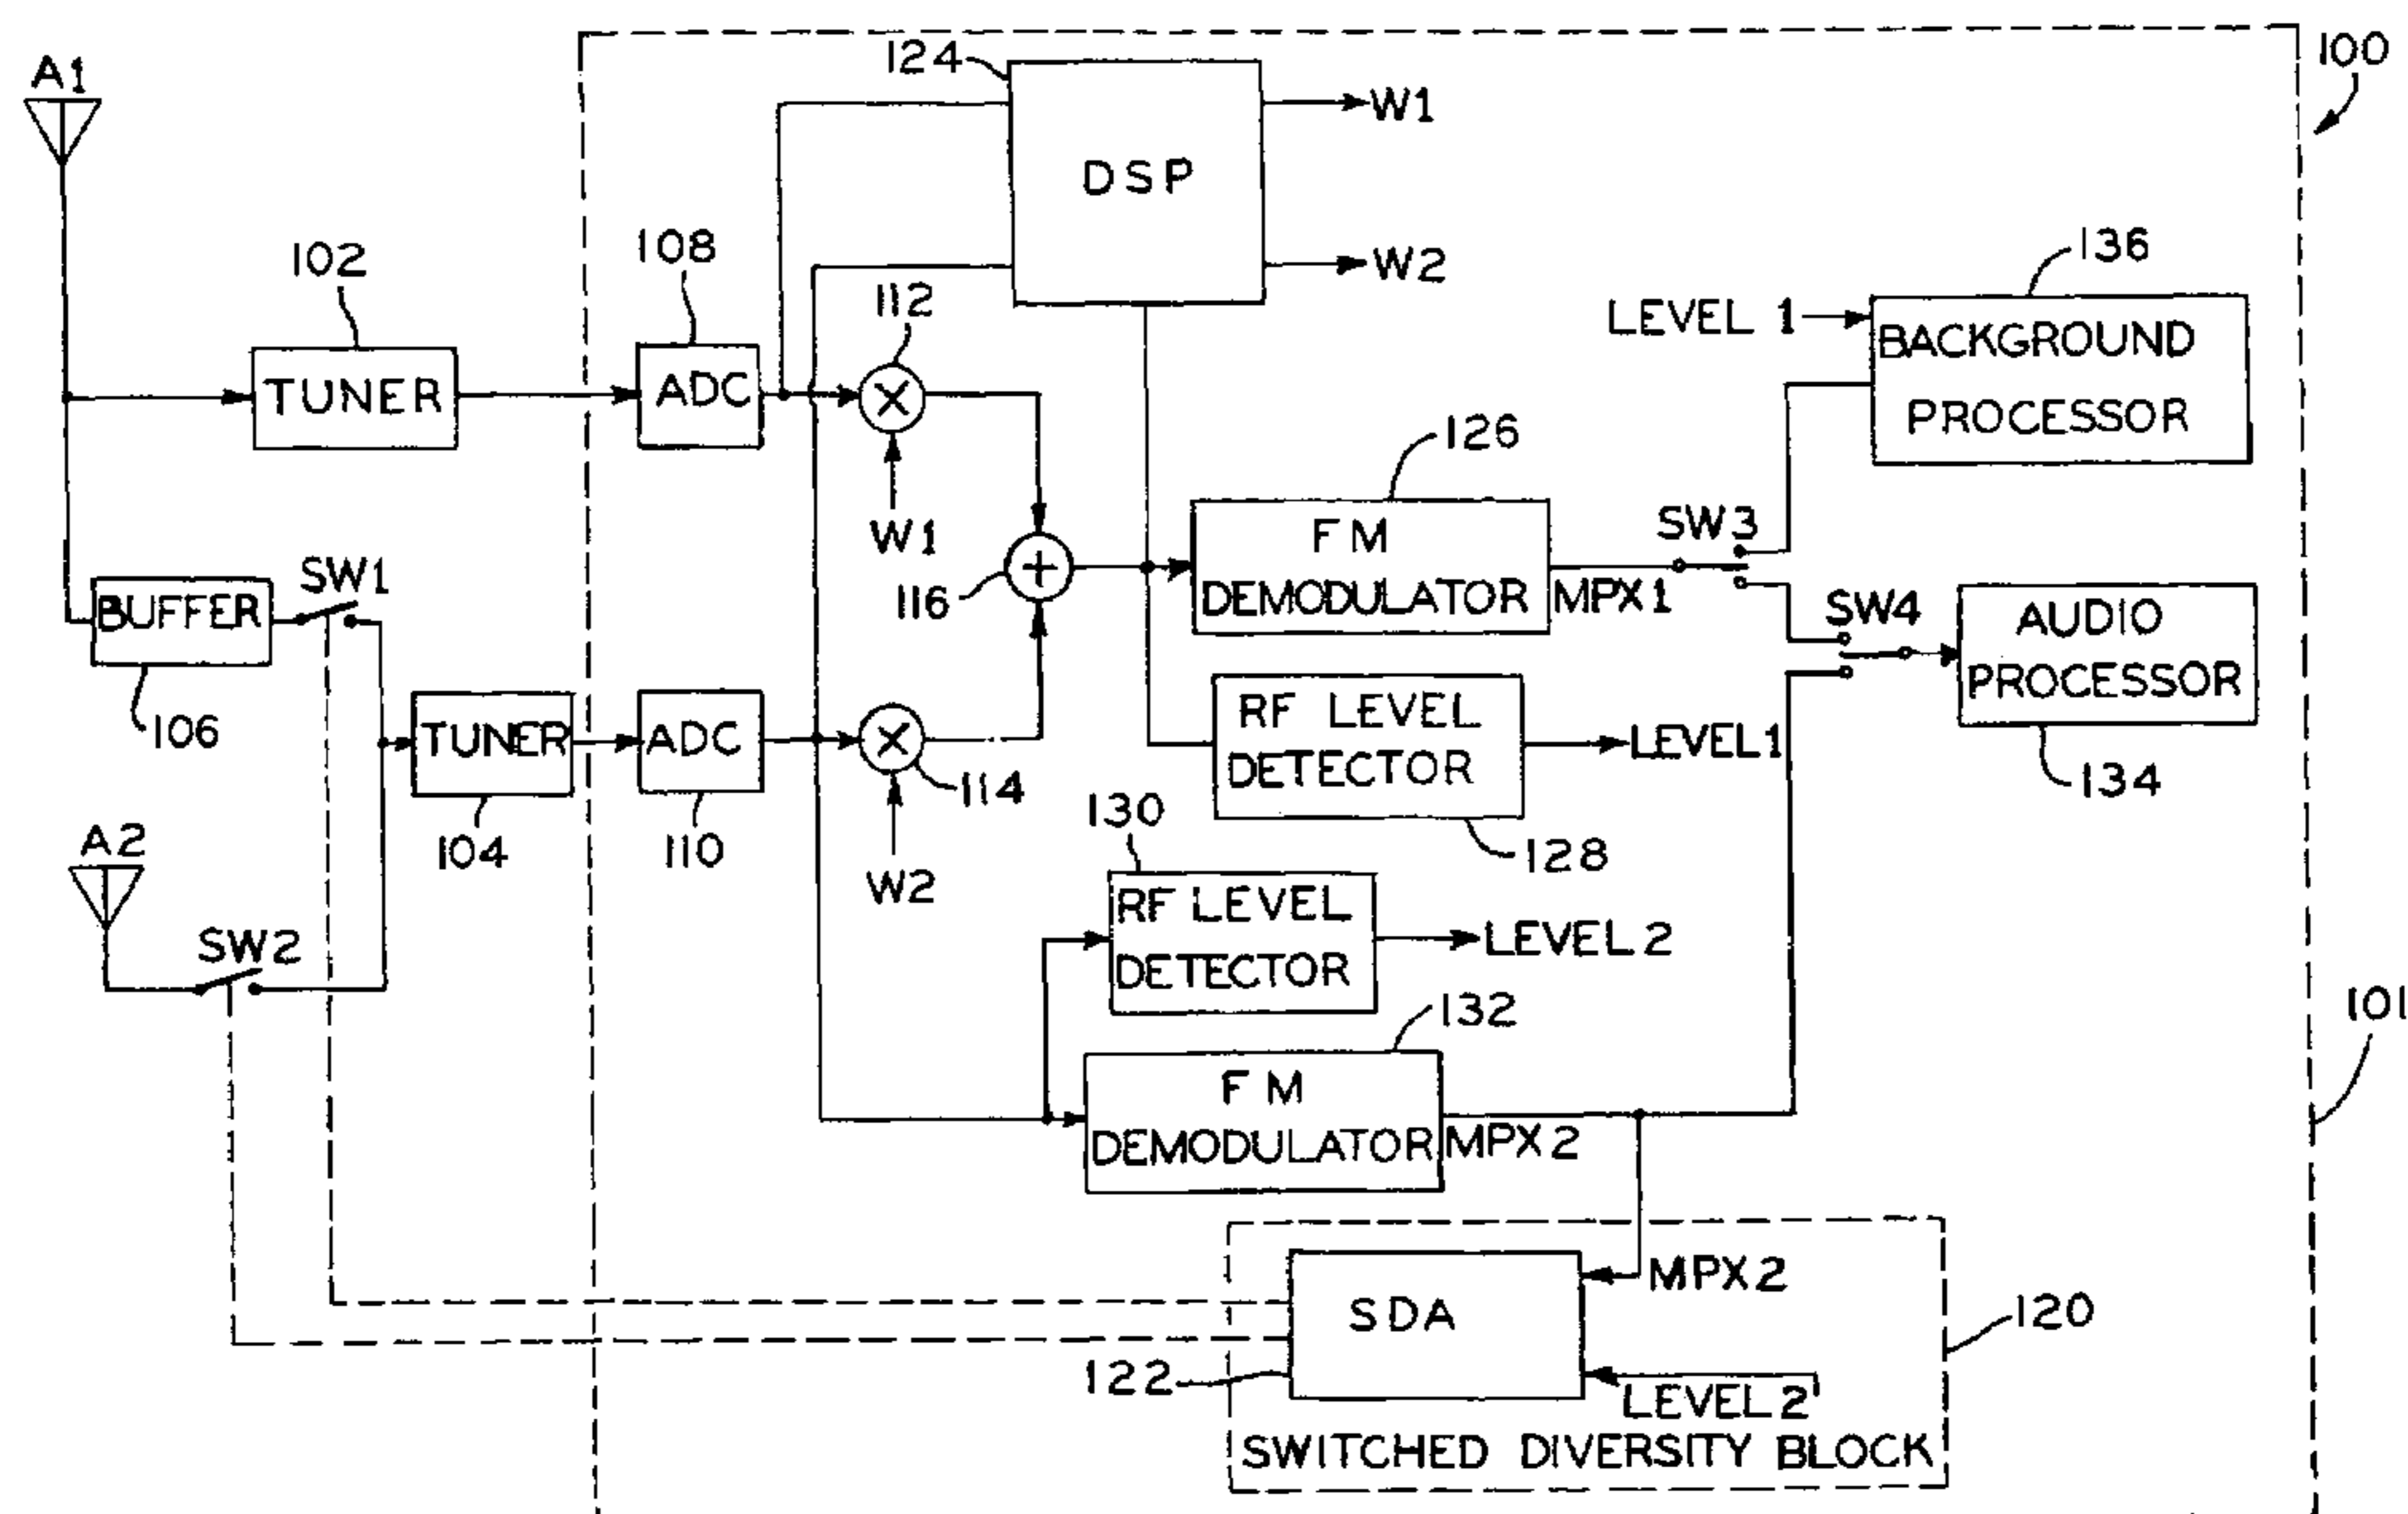 100
A1
124
DSP
W1
W2
102
TUNER
108
ADC
112
W1
136
LEVEL 1
BACKGROUND
PROCESSOR
126
FM
DEMODULATOR
MPX1
SW3
116
+
SW1
BUFFER
106
SW4
AUDIO
PROCESSOR
134
TUNER
104
ADC
110
114
W2
RF LEVEL
DETECTOR
LEVEL1
128
130
RF LEVEL
DETECTOR
LEVEL2
A2
SW2
132
FM
DEMODULATOR
MPX2
101
SDA
MPX2
LEVEL2
122
120
SWITCHED DIVERSITY BLOCK